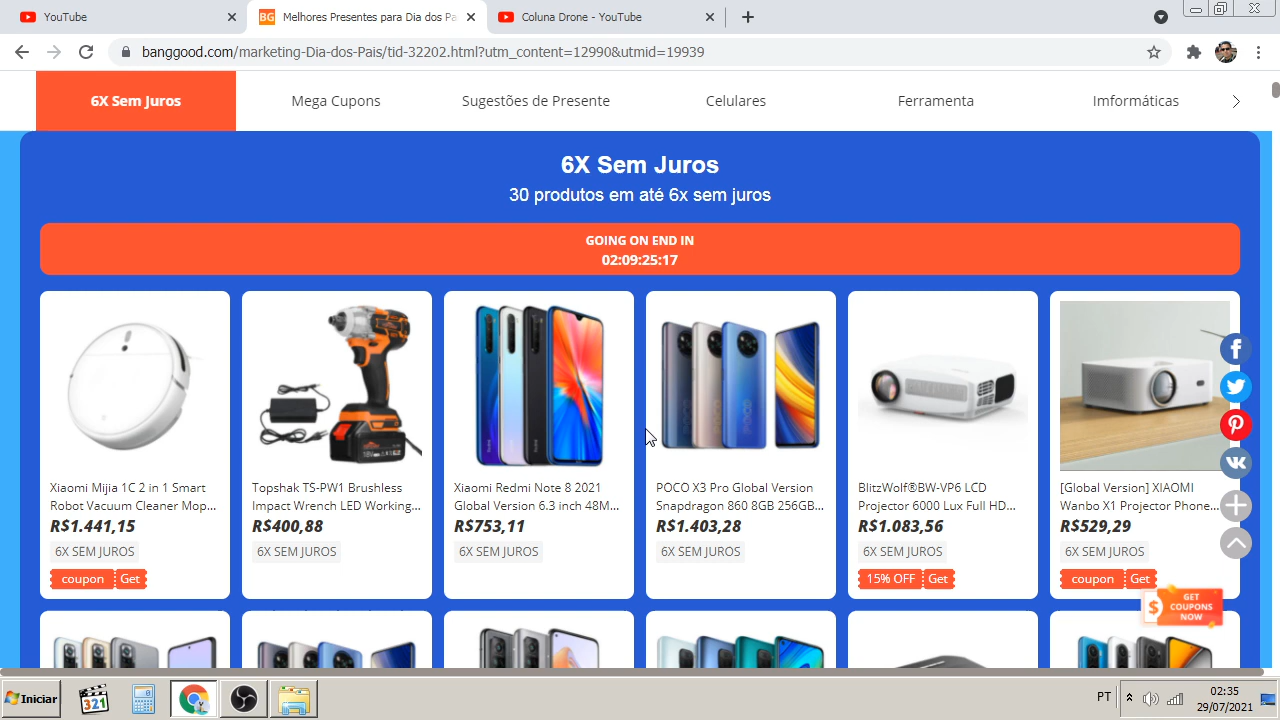 YouTube
BG
Melhores Presentes para Dia dos Pa
Coluna Drone - YouTube
banggood.com/marketing-Dia-dos-Pais/tid-32202.html?utm_content=12990&utmid=19939
6X Sem Juros
Mega Cupons
Sugestões de Presente
Celulares
Ferramenta
Imformáticas
6X Sem Juros
30 produtos em até 6x sem juros
GOING ON END IN
02:09:25:17
Xiaomi Mijia 1C 2 in 1 Smart
Robot Vacuum Cleaner Mop...
R$1.441,15
6X SEM JUROS
coupon Get
Topshak TS-PW1 Brushless
Impact Wrench LED Working...
R$400,88
6X SEM JUROS
Xiaomi Redmi Note 8 2021
Global Version 6.3 inch 48M...
R$753,11
6X SEM JUROS
POCO X3 Pro Global Version
Snapdragon 860 8GB 256GB...
R$1.403,28
6X SEM JUROS
BlitzWolf®BW-VP6 LCD
Projector 6000 Lux Full HD...
R$1.083,56
6X SEM JUROS
15% OFF Get
[Global Version] XIAOMI
Wanbo X1 Projector Phone...
R$529,29
6X SEM JUROS
coupon Get
$ GET
COUPONS
NOW
Iniciar
321
PT
02:35
29/07/2021